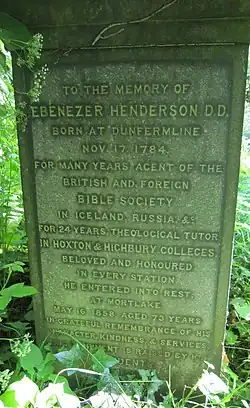 TO THE MEMORY OF
EBENEZER HENDERSON D.D.
BORN AT DUNFERMLINE
NOV. 17. 1784.
FOR MANY YEARS AGENT OF THE
BRITISH AND FOREIGN
BIBLE SOCIETY
IN ICELAND, RUSSIA, &c
FOR 24 YEARS, THEOLOGICAL TUTOR
IN HOXTON & HIGHBURY COLLEGES
BELOVED AND HONOURED
IN EVERY STATION
HE ENTERED INTO REST,
AT MORTLAKE
MAY 16 1858 AGED 73 YEARS
IN GRATEFUL REMEMBRANCE OF HIS
KINDNESS & SERVICES,